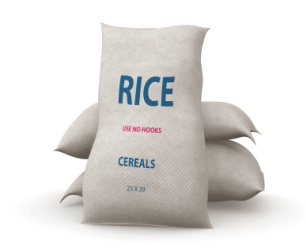 RICE
USE NO HOOKS
CEREALS
23 X 39